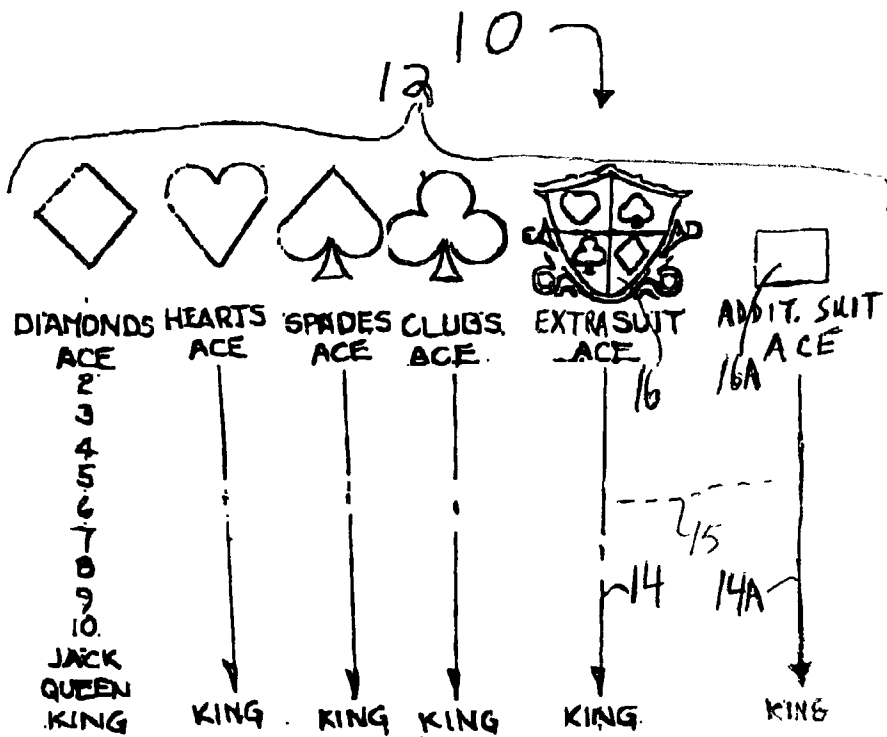 10
12
DIAMONDS HEARTS SPADES CLUBS EXTRA SUIT ADDIT. SUIT
ACE ACE ACE ACE ACE ACE
2 16 16A
3
4
5
6
7 15
8
9 14 14A
10
JACK
QUEEN
KING KING KING KING KING KING